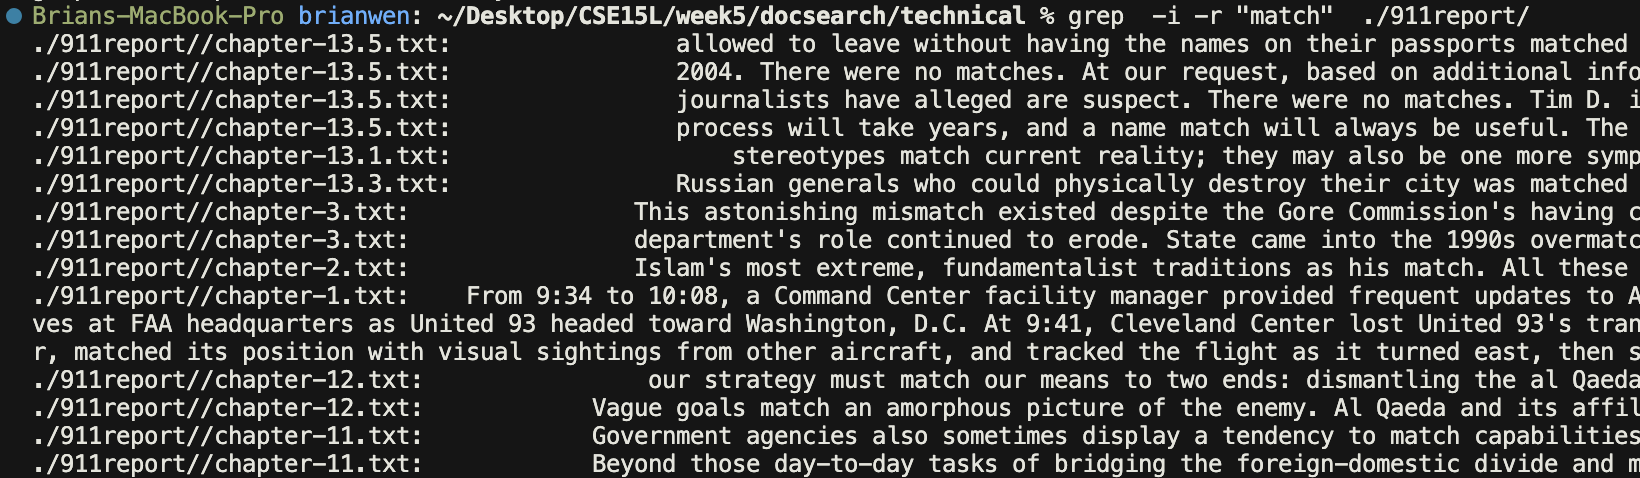 Brians-MacBook-Pro brianwen: ~/Desktop/CSE15L/week5/docsearch/technical % grep  -i -r "match"  ./911report/
./911report//chapter-13.5.txt:                allowed to leave without having the names on their passports matched
./911report//chapter-13.5.txt:                2004. There were no matches. At our request, based on additional info
./911report//chapter-13.5.txt:                journalists have alleged are suspect. There were no matches. Tim D. i
./911report//chapter-13.5.txt:                process will take years, and a name match will always be useful. The
./911report//chapter-13.1.txt:                    stereotypes match current reality; they may also be one more symp
./911report//chapter-13.3.txt:                Russian generals who could physically destroy their city was matched
./911report//chapter-3.txt:                This astonishing mismatch existed despite the Gore Commission's having c
./911report//chapter-3.txt:                department's role continued to erode. State came into the 1990s overmatc
./911report//chapter-2.txt:                Islam's most extreme, fundamentalist traditions as his match. All these
./911report//chapter-1.txt:    From 9:34 to 10:08, a Command Center facility manager provided frequent updates to A
ves at FAA headquarters as United 93 headed toward Washington, D.C. At 9:41, Cleveland Center lost United 93's tran
r, matched its position with visual sightings from other aircraft, and tracked the flight as it turned east, then s
./911report//chapter-12.txt:                our strategy must match our means to two ends: dismantling the al Qaeda
./911report//chapter-12.txt:            Vague goals match an amorphous picture of the enemy. Al Qaeda and its affil
./911report//chapter-11.txt:            Government agencies also sometimes display a tendency to match capabilities
./911report//chapter-11.txt:            Beyond those day-to-day tasks of bridging the foreign-domestic divide and m